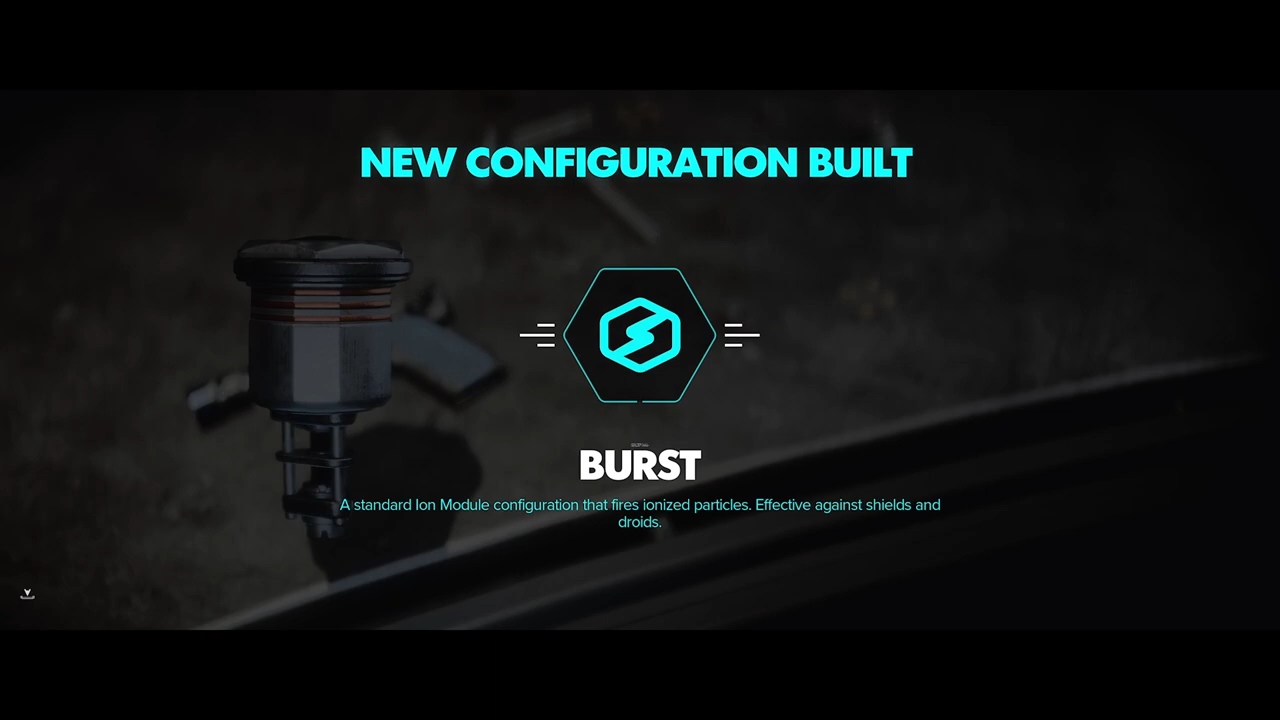 NEW CONFIGURATION BUILT
BURST
A standard Ion Module configuration that fires ionized particles. Effective against shields and
droids.